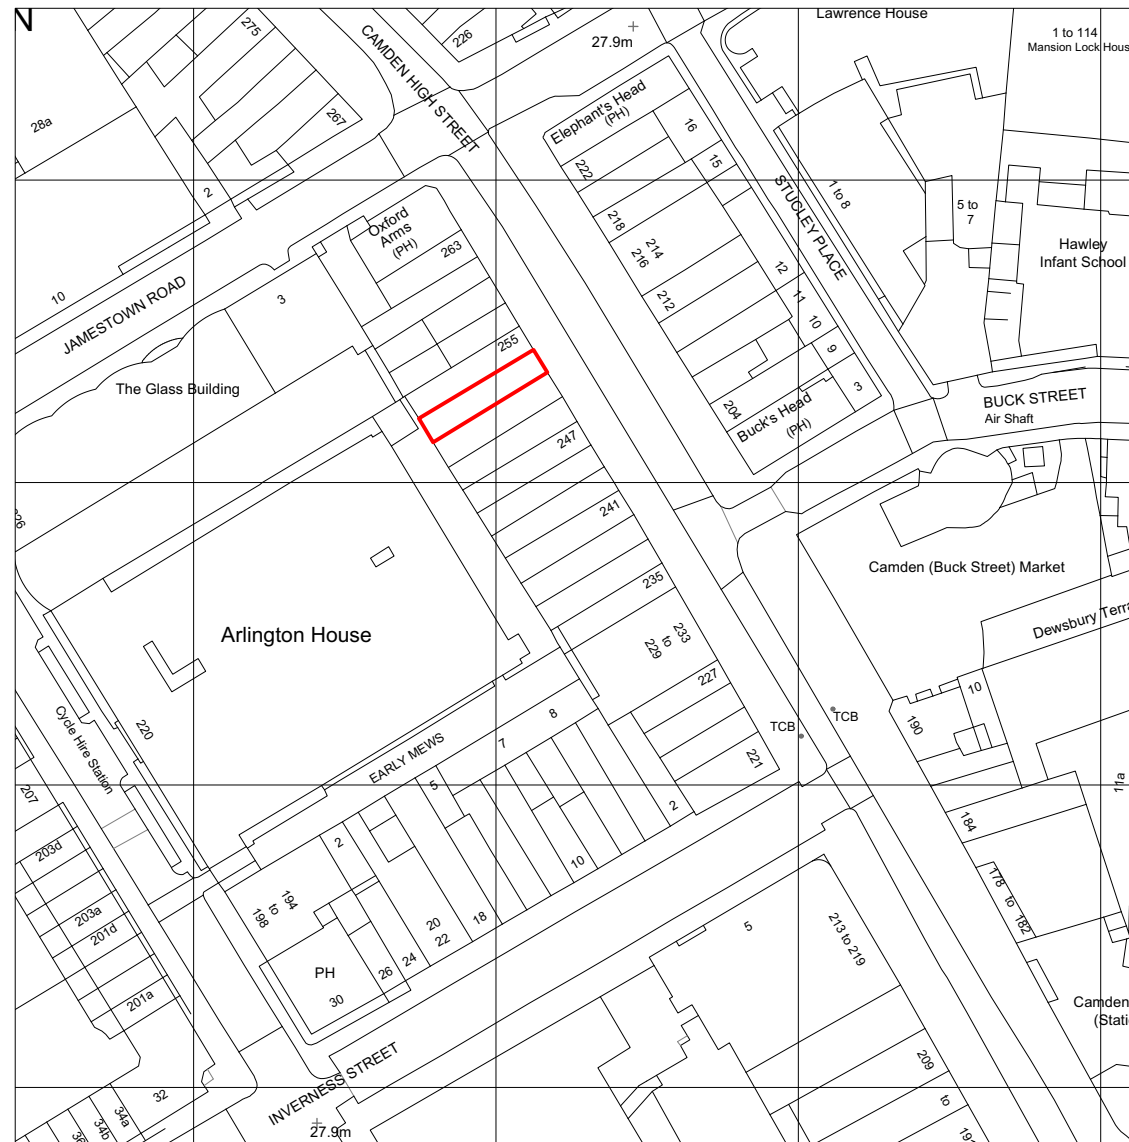 N
Lawrence House
275
226
27.9m
1 to 114
Mansion Lock Hous
CAMDEN HIGH STREET
28a
267
Elephant's Head
(PH)
16
15
222
2
STUCLEY PLACE
1 to 8
5 to
7
Oxford
Arms
(PH)
218
214
216
263
Hawley
Infant School
12
10
JAMESTOWN ROAD
3
212
11
10
9
255
The Glass Building
3
204
Buck's Head
(PH)
BUCK STREET
Air Shaft
247
241
Camden (Buck Street) Market
235
Arlington House
233
to
229
Dewsbury Terra
227
10
Cycle Hire Station
220
8
TCB
TCB
190
7
EARLY MEWS
221
5
11a
207
2
184
203d
2
10
178 to 182
194
to
198
203a
201d
20
18
22
24
26
5
213 to 219
PH
30
201a
Camden
(Stati
INVERNESS STREET
209
to
32
34a
34b
27.9m